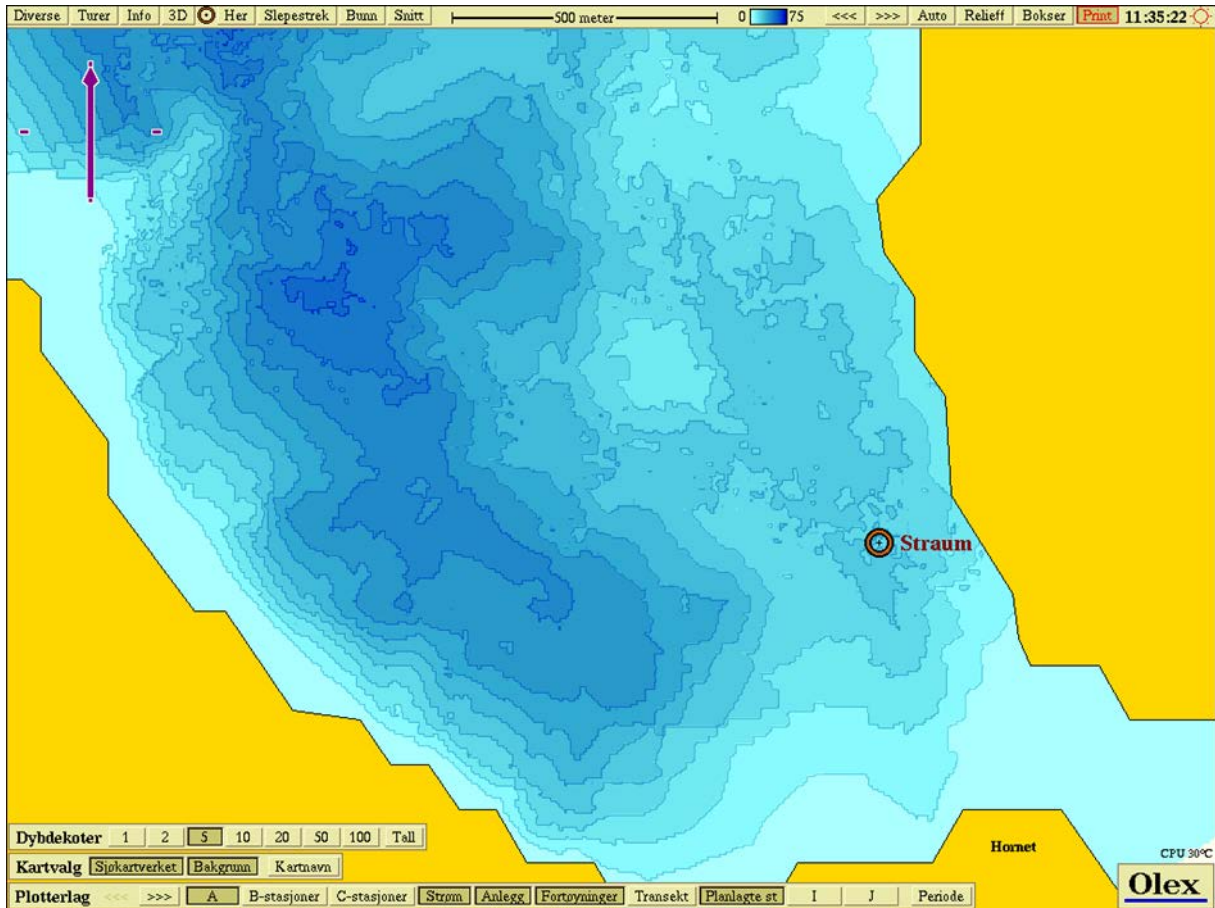 Diverse Turer Info 3D Her Slepestrek Bunn Snitt 500 meter 0 75 <<< >>> Auto Relieff Bokser Print 11:35:22
Straum
Dybdekoter 1 2 5 10 20 50 100 Tall
Hornet
CPU 30°C
Kartvalg Sjøkartverket Bakgrunn Kartnavn
Olex
Plotterlag <<< >>> A B-stasjoner C-stasjoner Strøm Anlegg Fortøyninger Transekt Planlagte st I J Periode